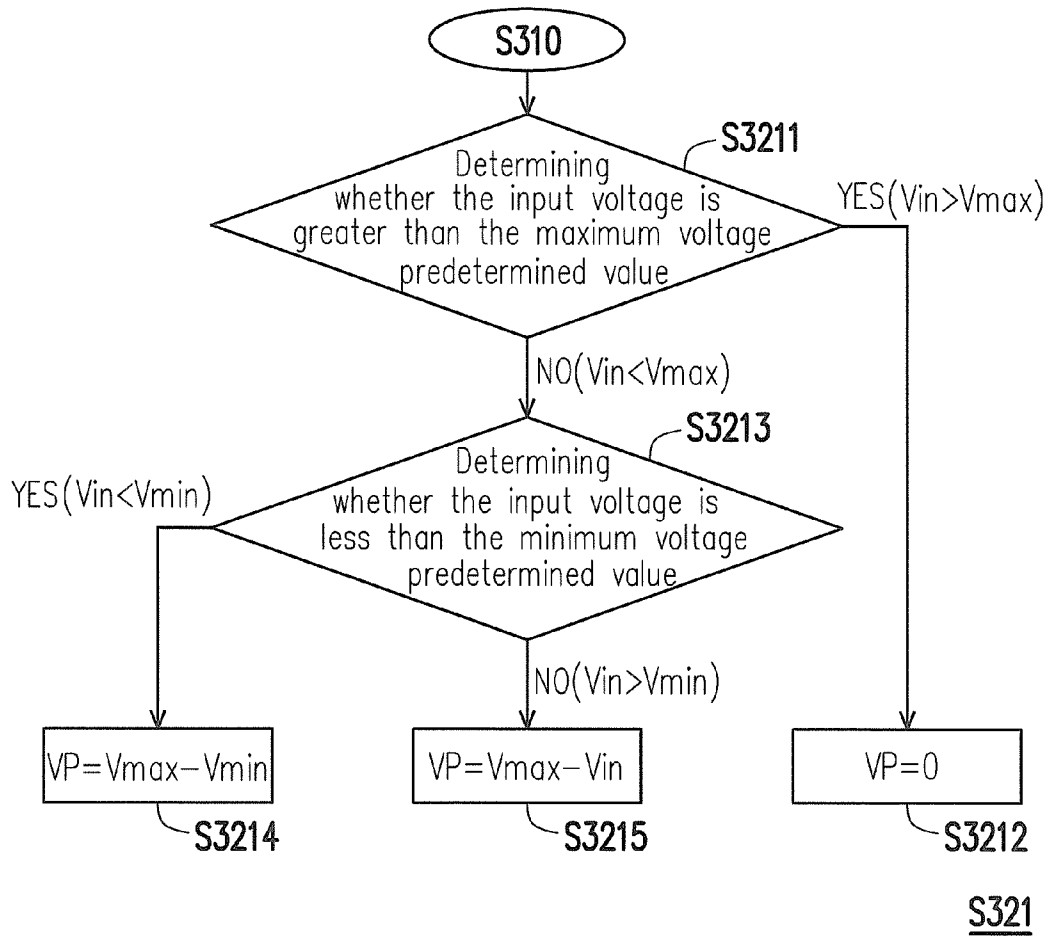 S310
S3211
Determining
whether the input voltage is
greater than the maximum voltage
predetermined value
YES(Vin>Vmax)
NO(Vin<Vmax)
S3213
Determining
whether the input voltage is
less than the minimum voltage
predetermined value
YES(Vin<Vmin)
NO(Vin>Vmin)
VP=Vmax-Vmin
VP=Vmax-Vin
VP=0
S3214
S3215
S3212
S321